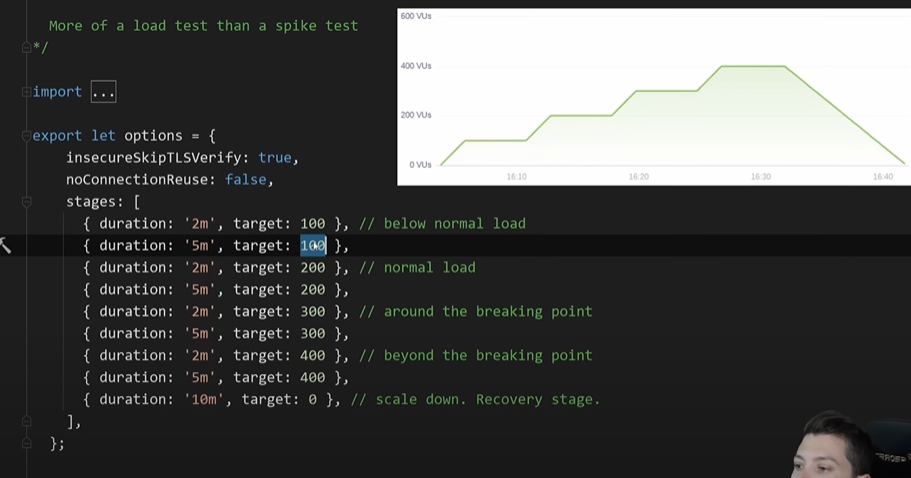 More of a load test than a spike test
*/
import ...
export let options = {
insecureSkipTLSVerify: true,
noConnectionReuse: false,
stages: [
{ duration: '2m', target: 100 }, // below normal load
{ duration: '5m', target: 100 },
{ duration: '2m', target: 200 }, // normal load
{ duration: '5m', target: 200 },
{ duration: '2m', target: 300 }, // around the breaking point
{ duration: '5m', target: 300 },
{ duration: '2m', target: 400 }, // beyond the breaking point
{ duration: '5m', target: 400 },
{ duration: '10m', target: 0 }, // scale down. Recovery stage.
],
};
600 VUs
400 VUs
200 VUs
0 VUs
16:10 16:20 16:30 16:40